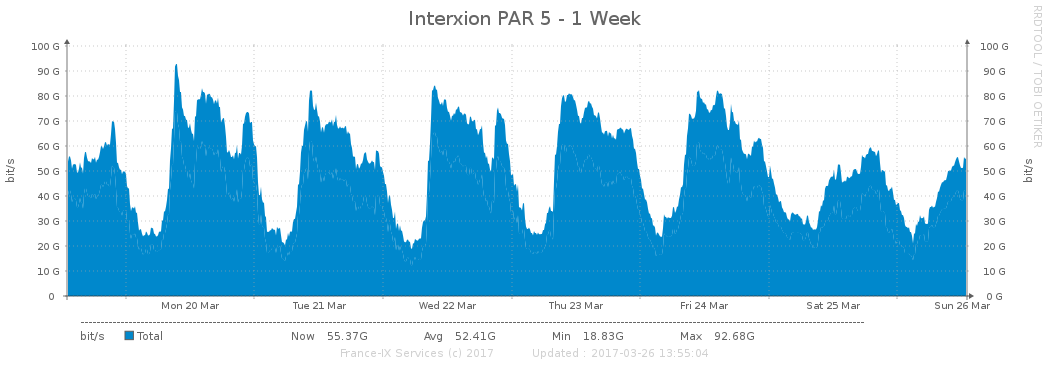 Interxion PAR 5 - 1 Week
RRDTOOL / TOBI OETIKER
100 G 100 G
90 G 90 G
80 G 80 G
70 G 70 G
60 G 60 G
50 G 50 G
40 G 40 G
30 G 30 G
20 G 20 G
10 G 10 G
0 0 G
bit/s
bit/s
Mon 20 Mar Tue 21 Mar Wed 22 Mar Thu 23 Mar Fri 24 Mar Sat 25 Mar Sun 26 Mar
bit/s Total Now 55.37G Avg 52.41G Min 18.83G Max 92.68G
France-IX Services (c) 2017 Updated : 2017-03-26 13:55:04